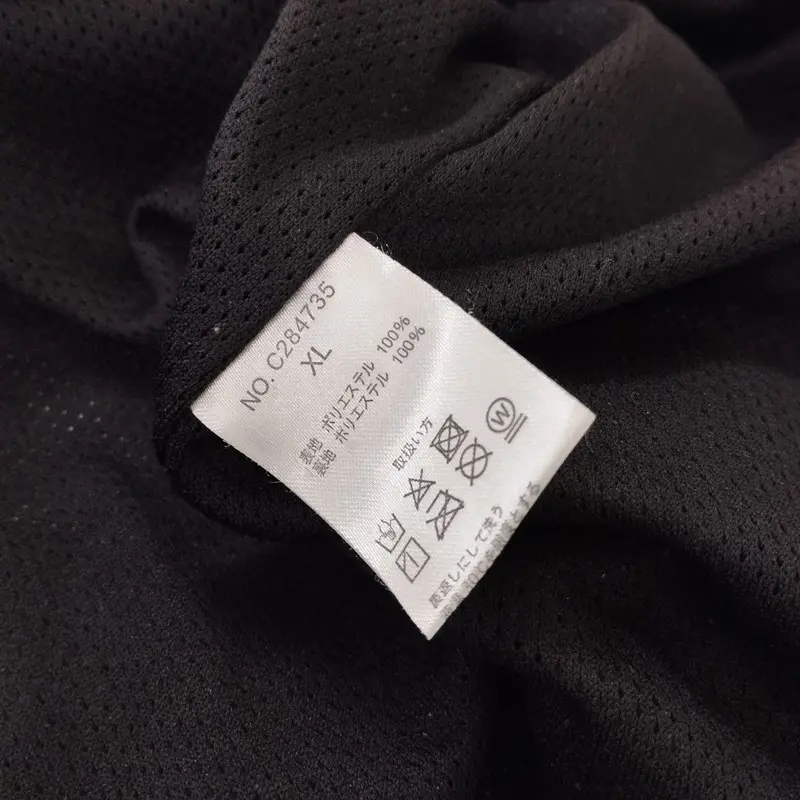 NO. C284735
XL
表地 ポリエステル 100%
裏地 ポリエステル 100%
取扱い方
W
裏返しにして洗う